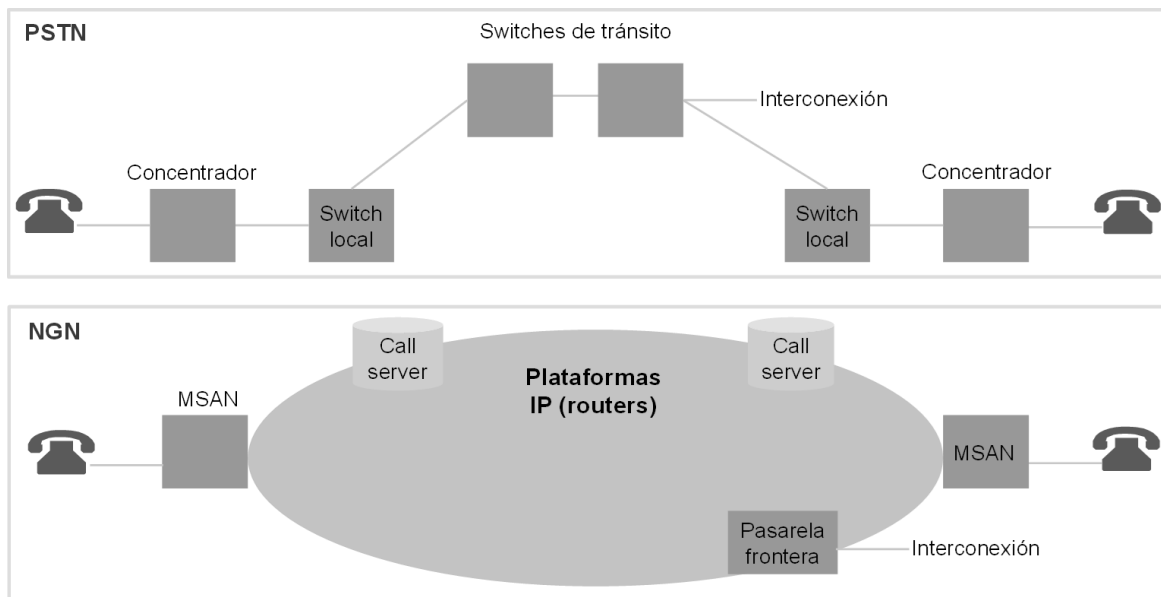 PSTN
Switches de tránsito
Interconexión
Concentrador
Concentrador
Switch
local
Switch
local
NGN
Call
server
Call
server
Plataformas
IP (routers)
MSAN
MSAN
Pasarela
frontera
Interconexión